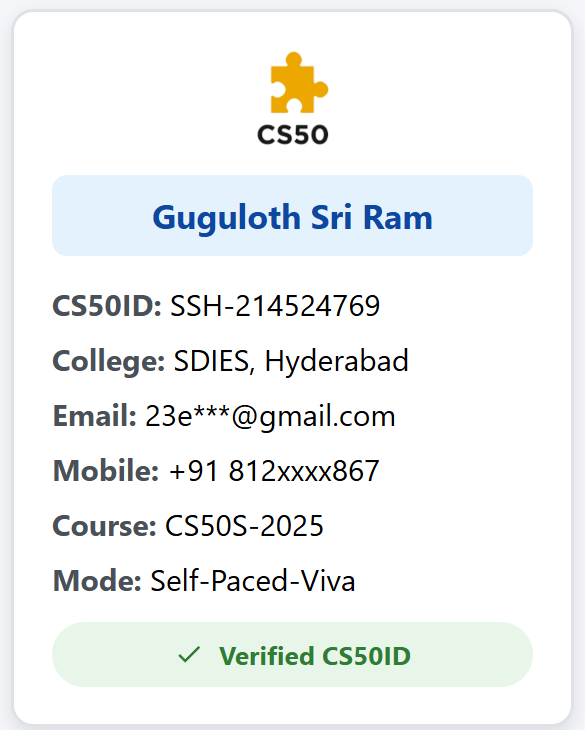 CS50
Guguloth Sri Ram
CS50ID: SSH-214524769
College: SDIES, Hyderabad
Email: 23e***@gmail.com
Mobile: +91 812xxxx867
Course: CS50S-2025
Mode: Self-Paced-Viva
✓ Verified CS50ID